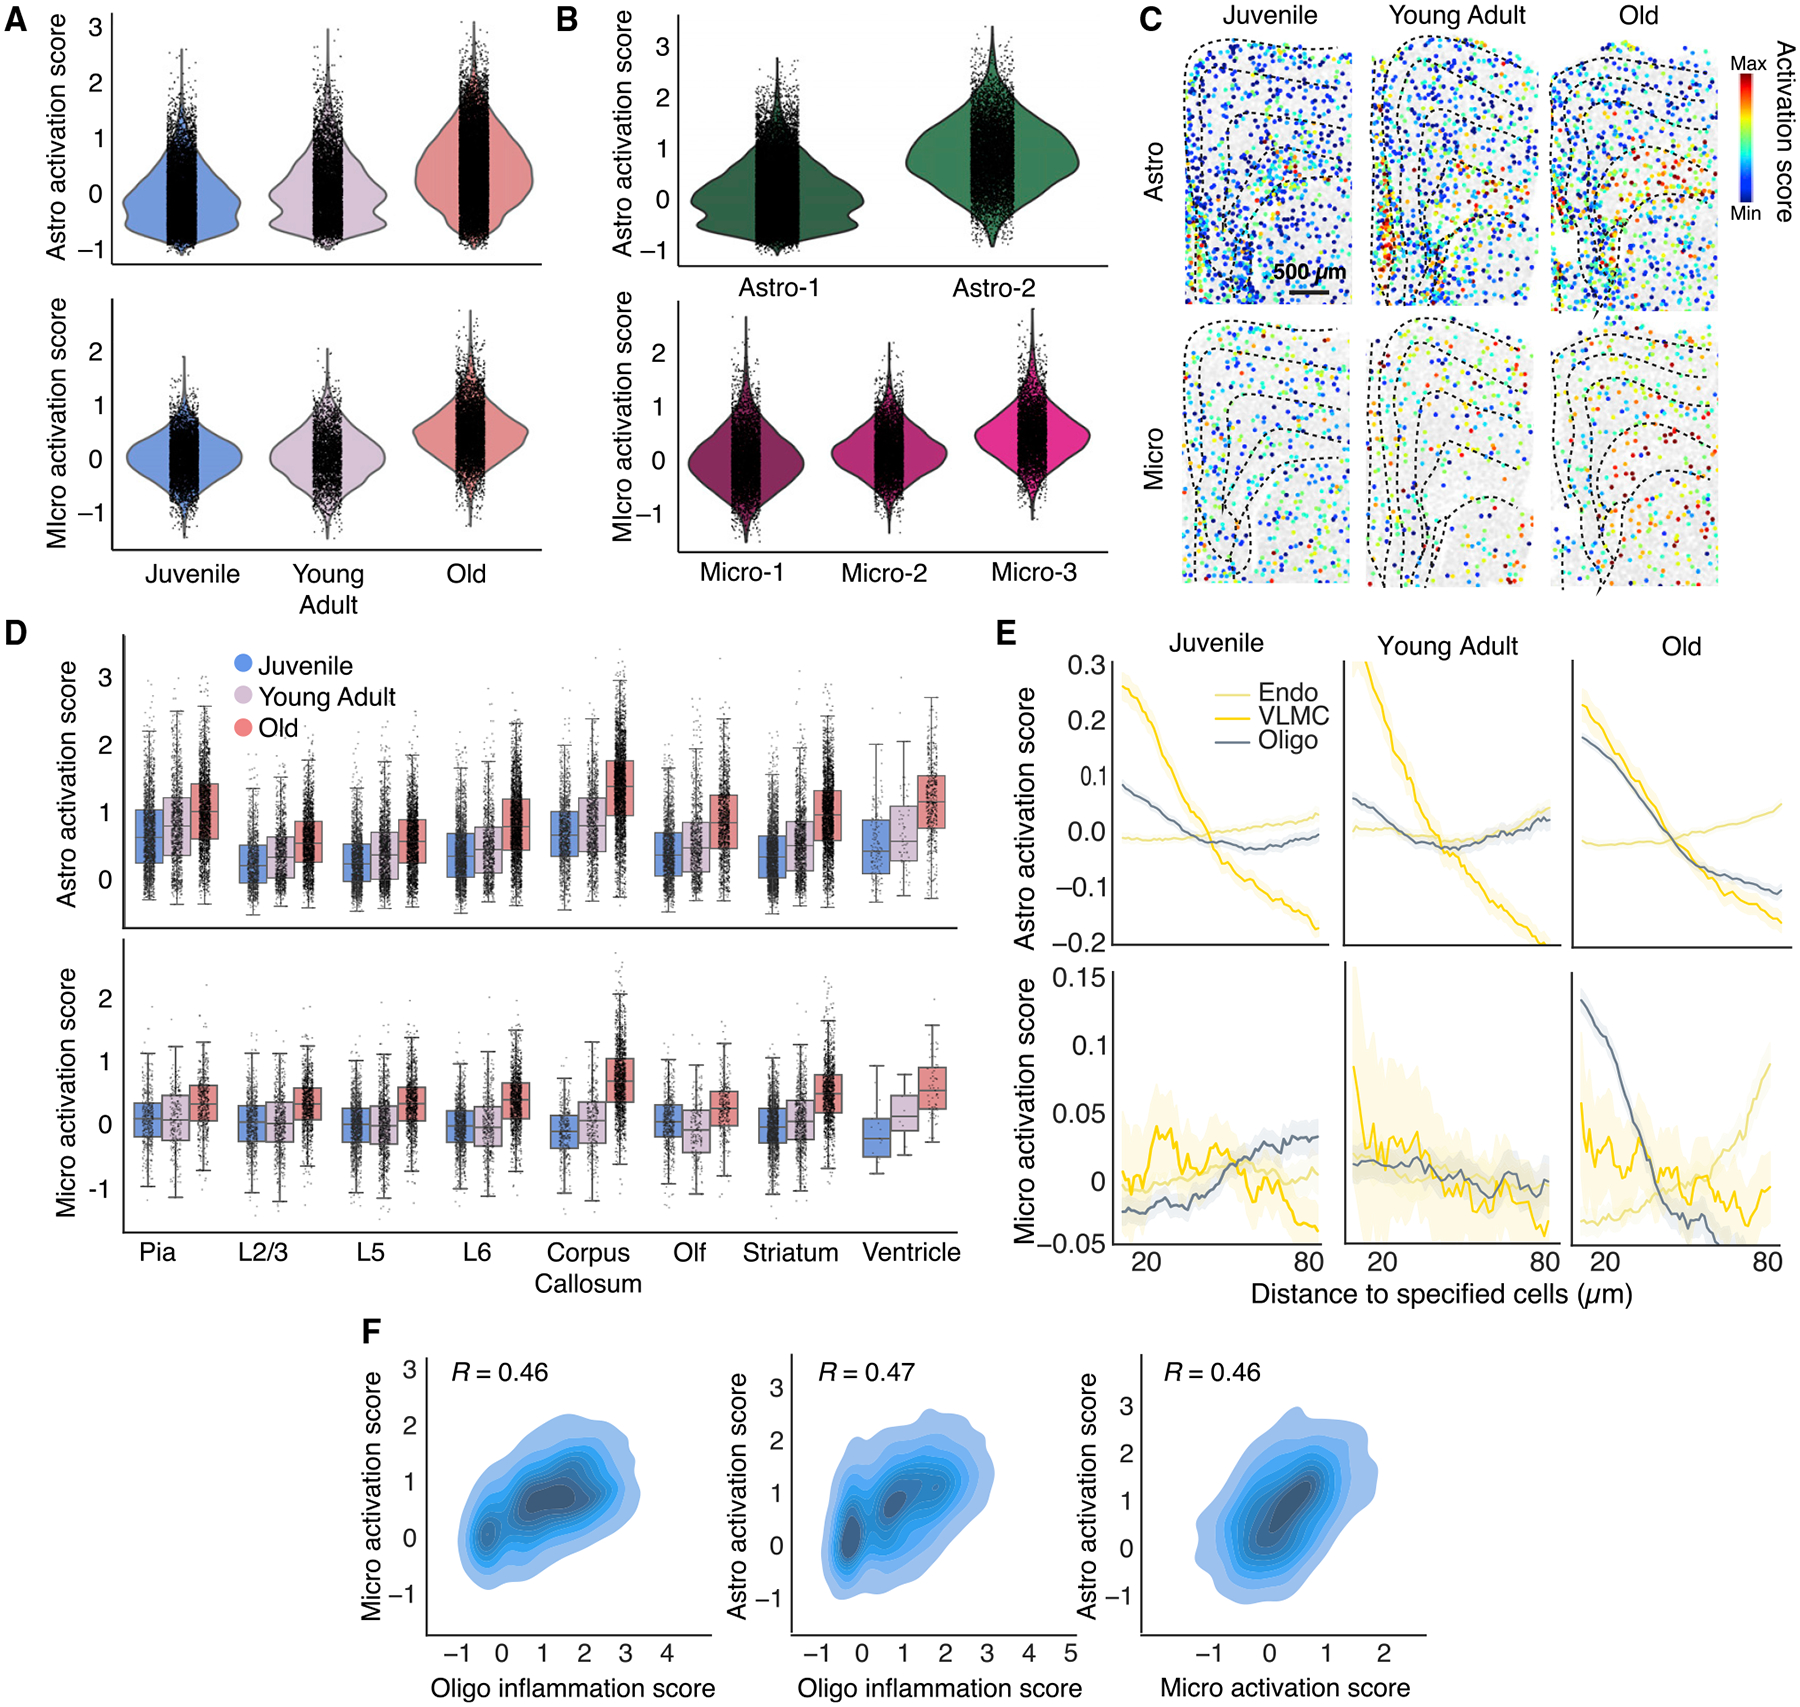 A
Astro activation score
3
2
1
0
−1
MIcro activation score
2
1
0
−1
Juvenile
Young
Adult
Old
B
Astro activation score
3
2
1
0
−1
Astro-1
Astro-2
MIcro activation score
2
1
0
−1
Micro-1
Micro-2
Micro-3
C
Juvenile
Young Adult
Old
Astro
Micro
500 µm
Max
Min
Activation score
D
Juvenile
Young Adult
Old
Astro activation score
3
2
1
0
Micro activation score
2
1
0
-1
Pia
L2/3
L5
L6
Corpus
Callosum
Olf
Striatum
Ventricle
E
Juvenile
Young Adult
Old
Endo
VLMC
Oligo
Astro activation score
0.3
0.2
0.1
0.0
−0.1
−0.2
Micro activation score
0.15
0.1
0.05
0
−0.05
20
80
20
80
20
80
Distance to specified cells (µm)
F
R = 0.46
Micro activation score
3
2
1
0
−1
−1 0 1 2 3 4
Oligo inflammation score
R = 0.47
Astro activation score
3
2
1
0
−1
−1 0 1 2 3 4 5
Oligo inflammation score
R = 0.46
Astro activation score
3
2
1
0
−1
−1 0 1 2
Micro activation score